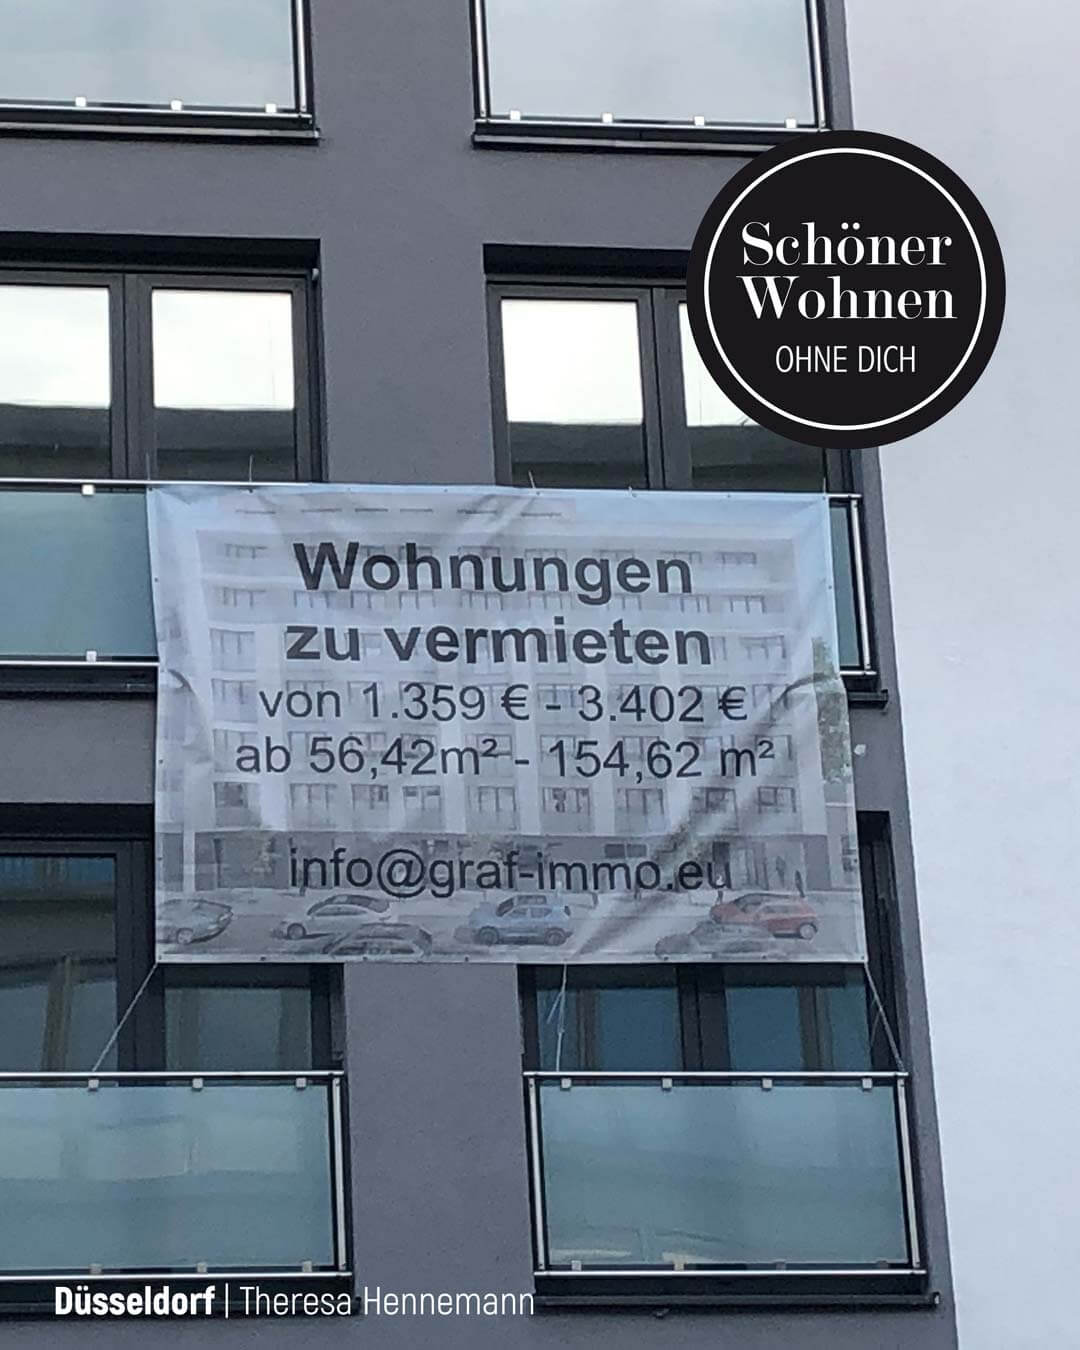 Schöner
Wohnen
OHNE DICH
Wohnungen
zu vermieten
von 1.359 € - 3.402 €
ab 56,42m² - 154,62 m²
info@graf-immo.eu
Düsseldorf | Theresa Hennemann